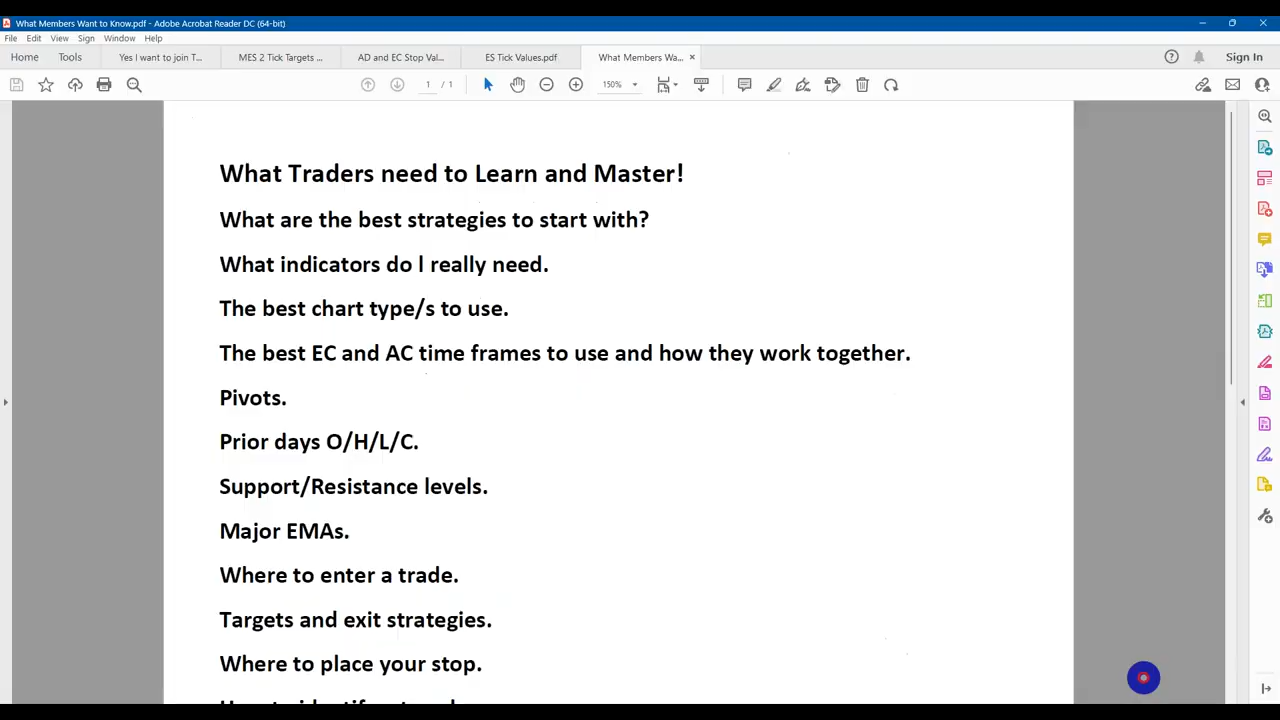 What Members Want to Know.pdf - Adobe Acrobat Reader DC (64-bit)
File Edit View Sign Window Help
Home Tools Yes I want to join T... MES 2 Tick Targets ... AD and EC Stop Val... ES Tick Values.pdf What Members Wa... × Sign In
1 / 1 150%
What Traders need to Learn and Master!
What are the best strategies to start with?
What indicators do I really need.
The best chart type/s to use.
The best EC and AC time frames to use and how they work together.
Pivots.
Prior days O/H/L/C.
Support/Resistance levels.
Major EMAs.
Where to enter a trade.
Targets and exit strategies.
Where to place your stop.